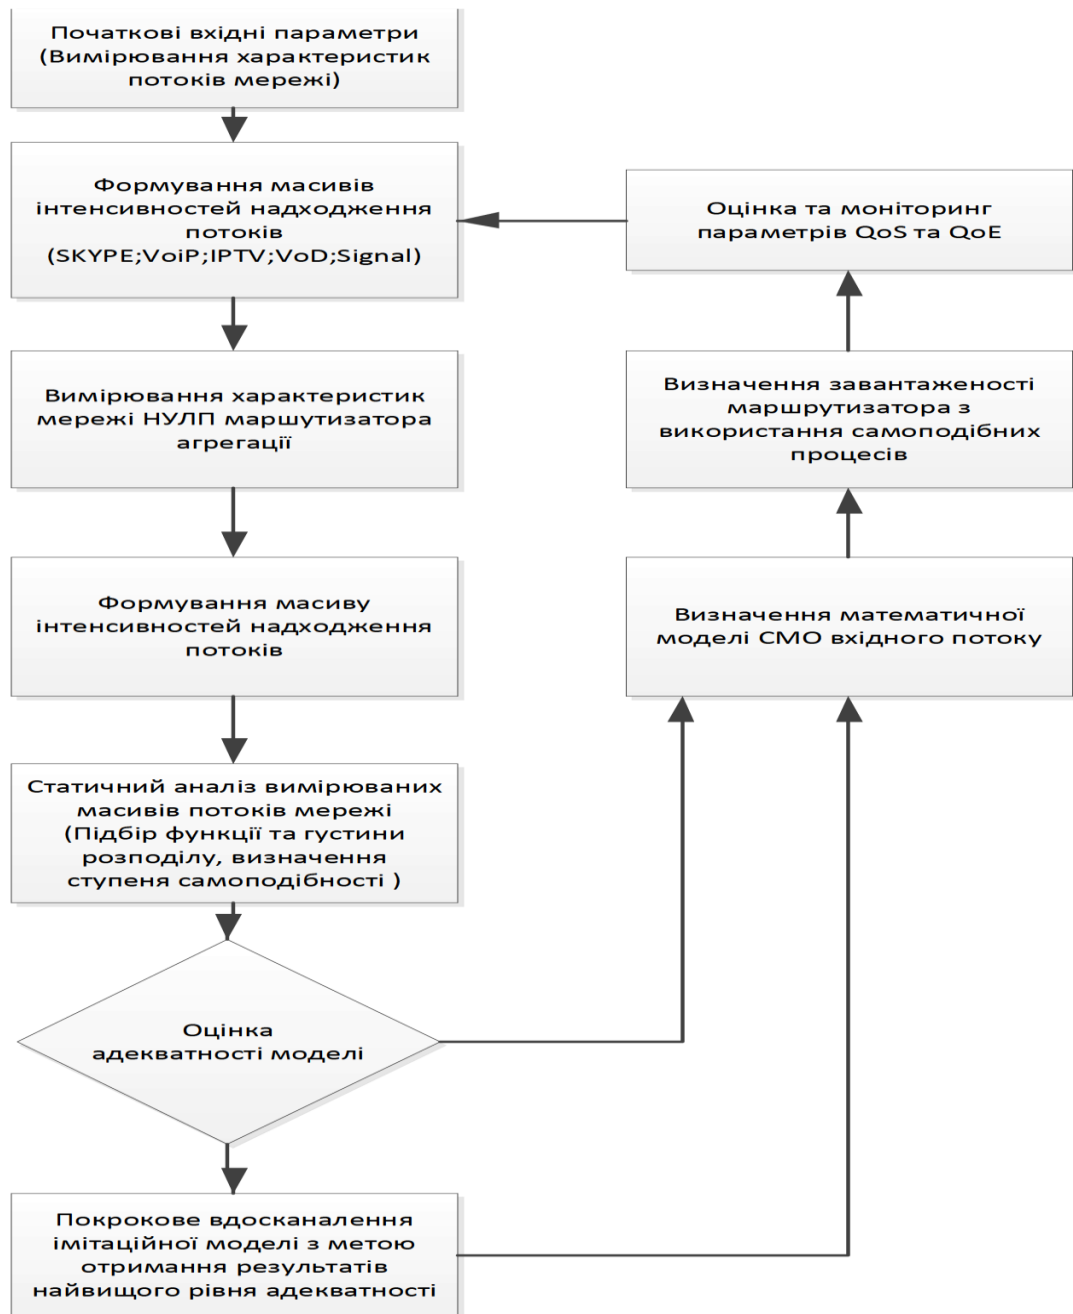 Початкові вхідні параметри
(Вимірювання характеристик
потоків мережі)
Формування масивів
інтенсивностей надходження
потоків
(SKYPE;VoiP;IPTV;VoD;Signal)
Вимірювання характеристик
мережі НУЛП маршутизатора
агрегації
Формування масиву
інтенсивностей надходження
потоків
Статичний аналіз вимірюваних
масивів потоків мережі
(Підбір функції та густини
розподілу, визначення
ступеня самоподібності )
Оцінка
адекватності моделі
Покрокове вдосканалення
імітаційної моделі з метою
отримання результатів
найвищого рівня адекватності
Визначення математичної
моделі СМО вхідного потоку
Визначення завантаженості
маршрутизатора з
використання самоподібних
процесів
Оцінка та моніторинг
параметрів QoS та QoE